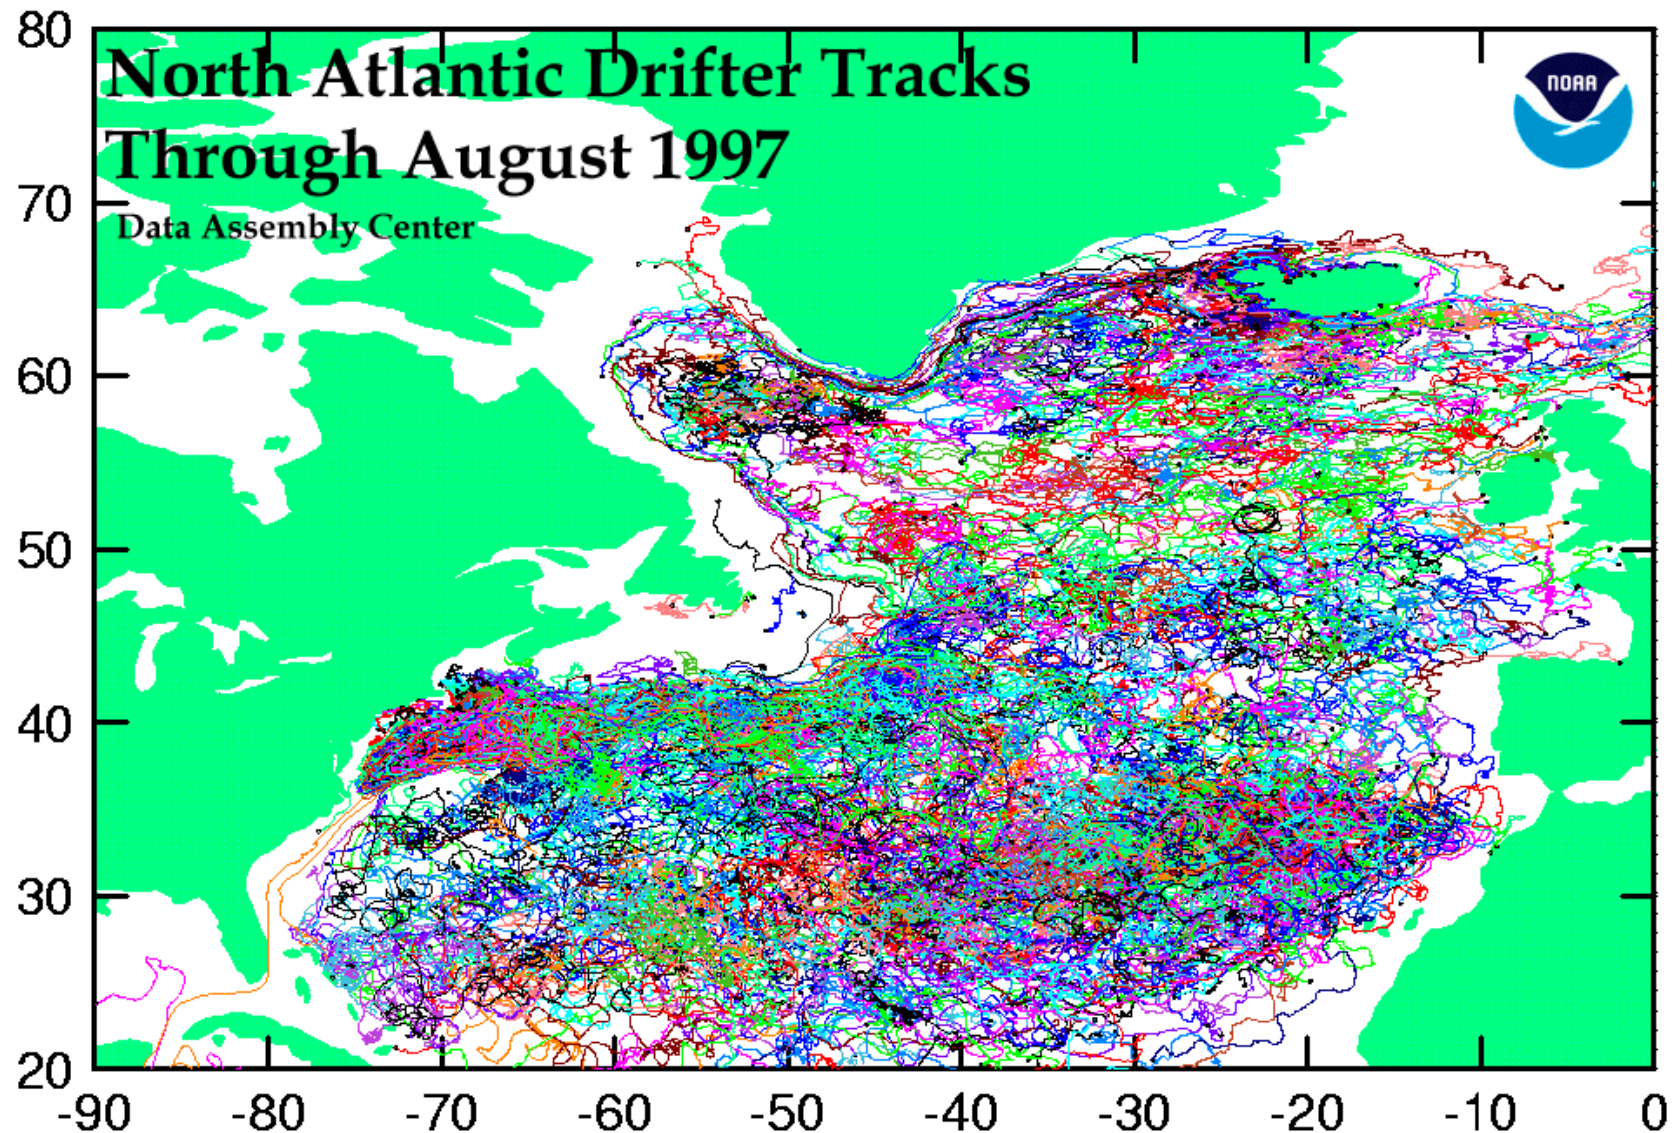 North Atlantic Drifter Tracks
Through August 1997
Data Assembly Center
NOAA
80
70
60
50
40
30
20
-90 -80 -70 -60 -50 -40 -30 -20 -10 0